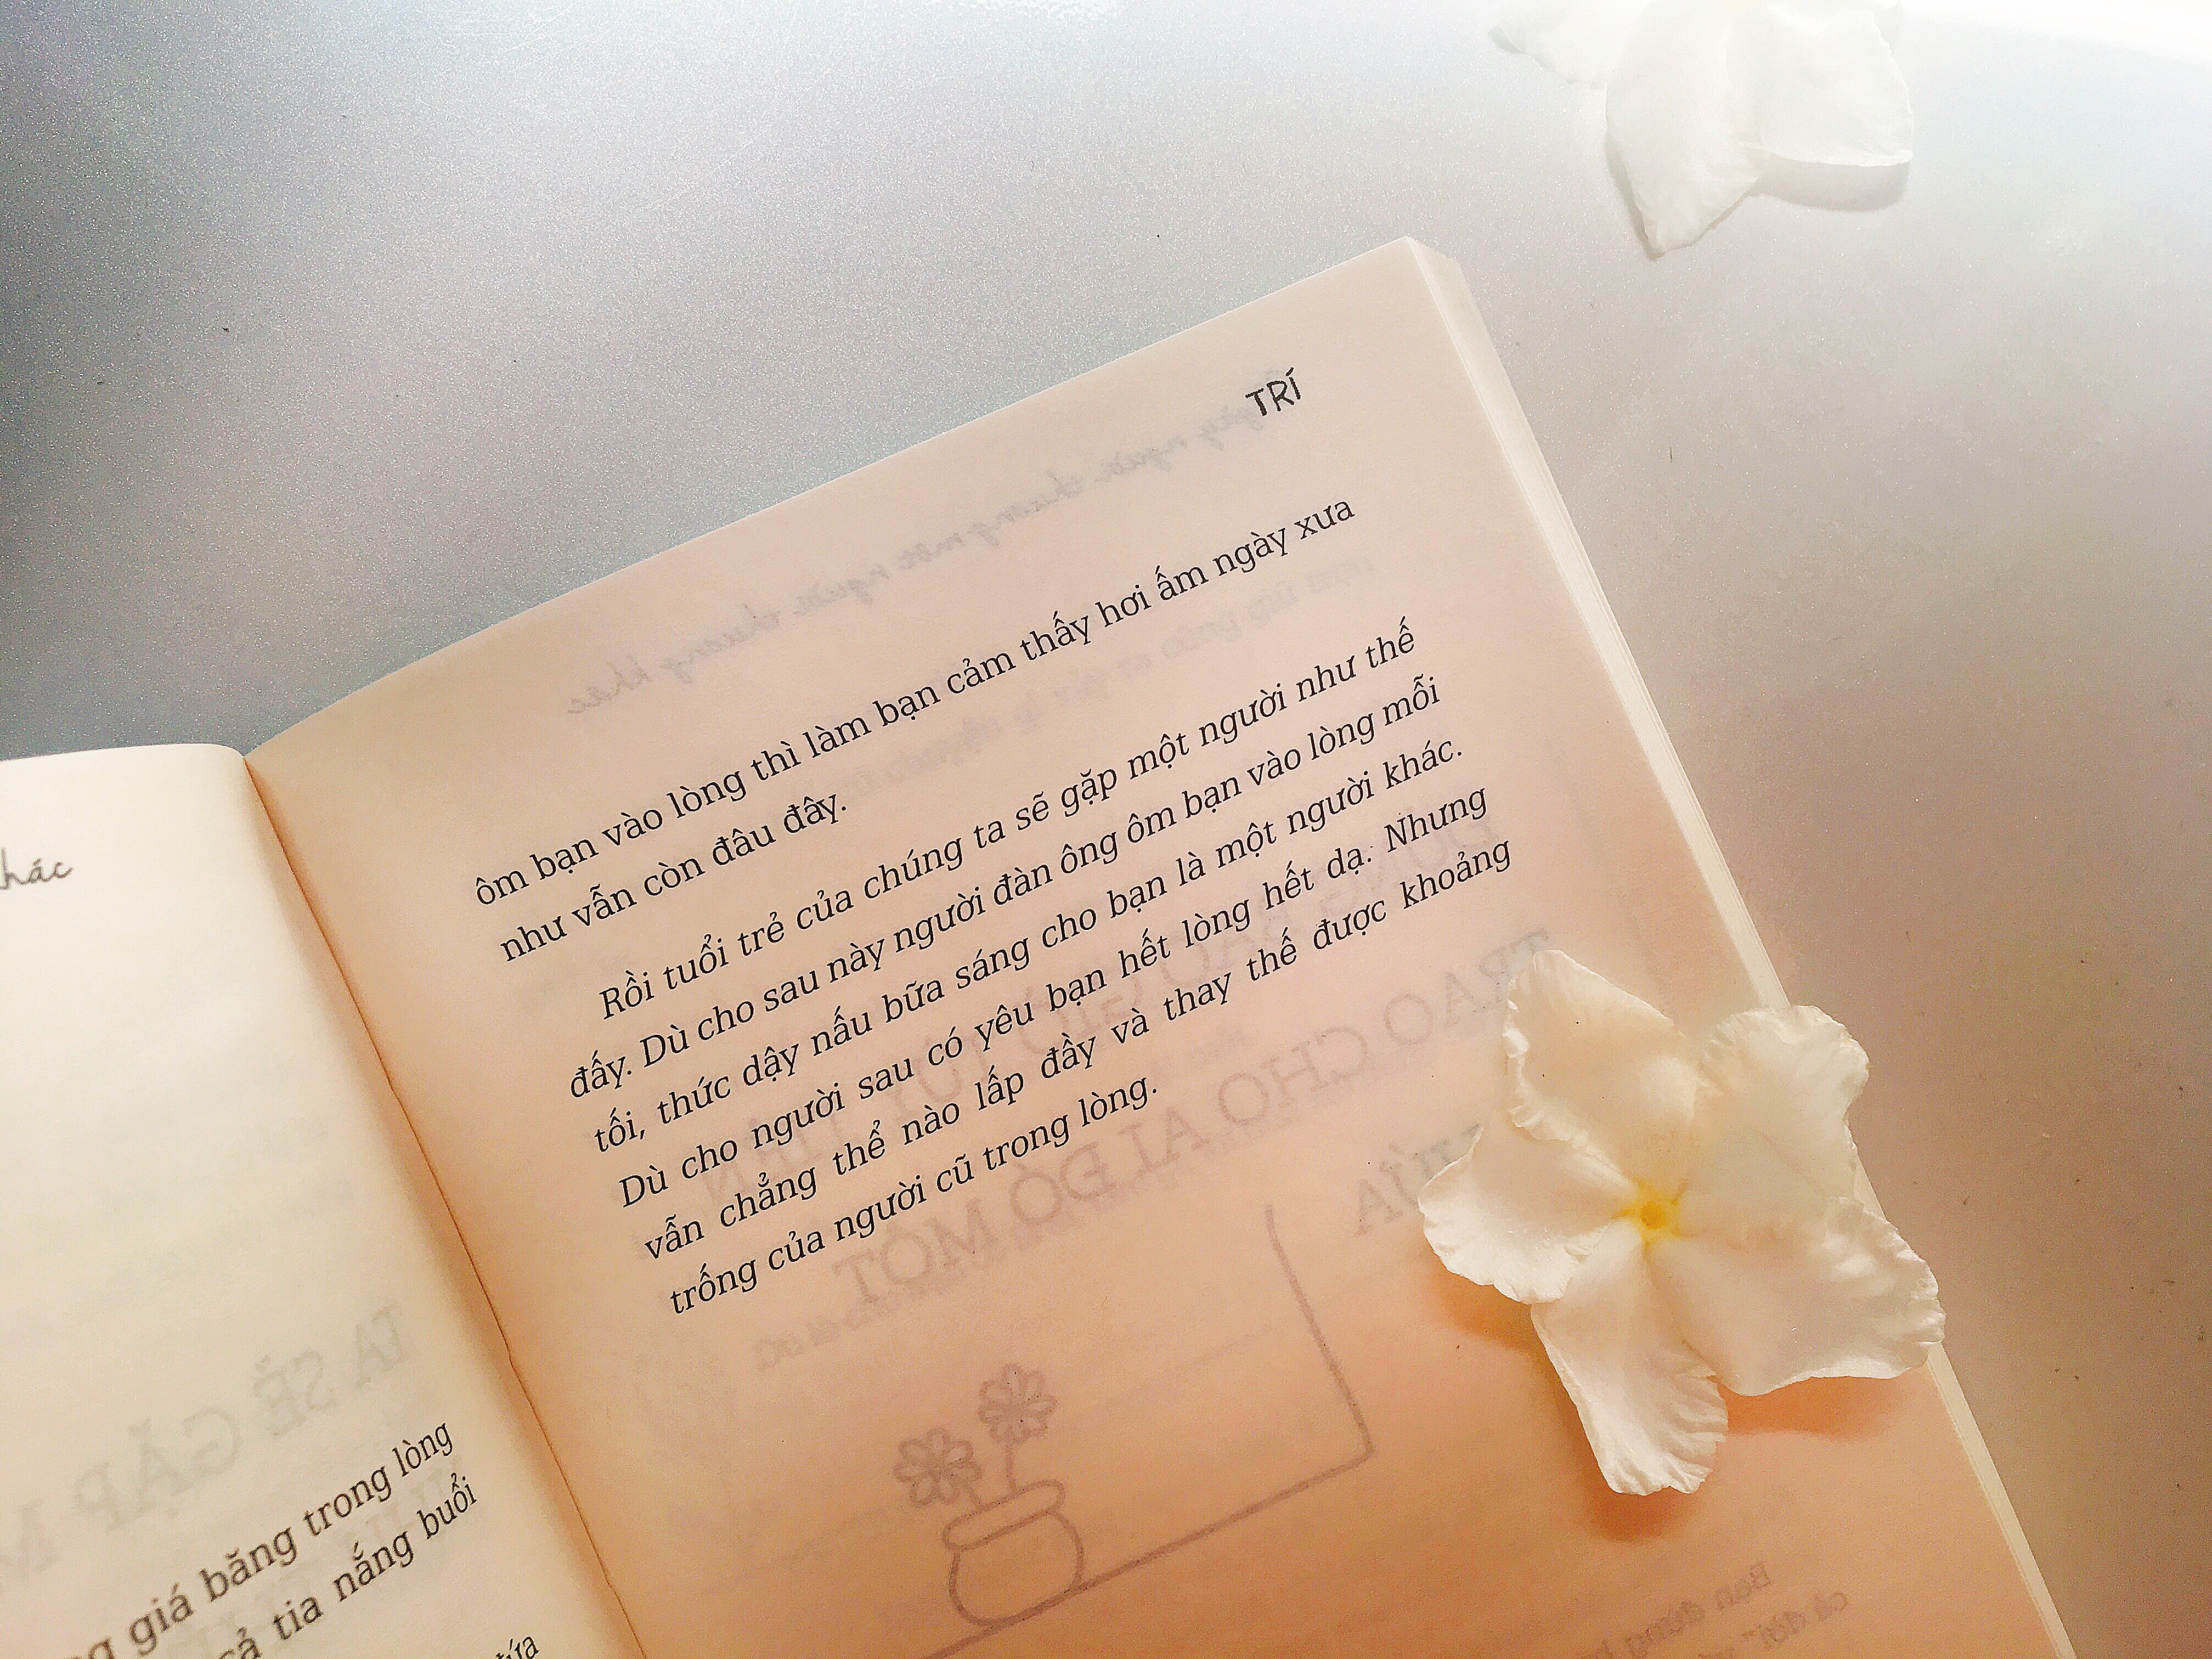 hác
giá băng trong lòng
cả tia nắng buổi
TRÍ
ôm bạn vào lòng thì làm bạn cảm thấy hơi ấm ngày xưa
như vẫn còn đâu đây.
Rồi tuổi trẻ của chúng ta sẽ gặp một người như thế
đấy. Dù cho sau này người đàn ông ôm bạn vào lòng mỗi
tối, thức dậy nấu bữa sáng cho bạn là một người khác.
Dù cho người sau có yêu bạn hết lòng hết dạ. Nhưng
vẫn chẳng thể nào lấp đầy và thay thế được khoảng
trống của người cũ trong lòng.